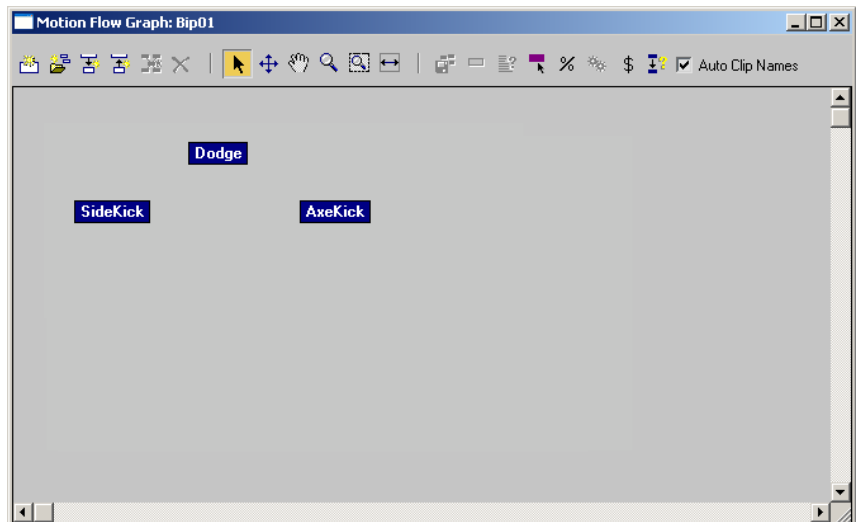 Motion Flow Graph: Bip01
% $ ? Auto Clip Names
Dodge
SideKick AxeKick